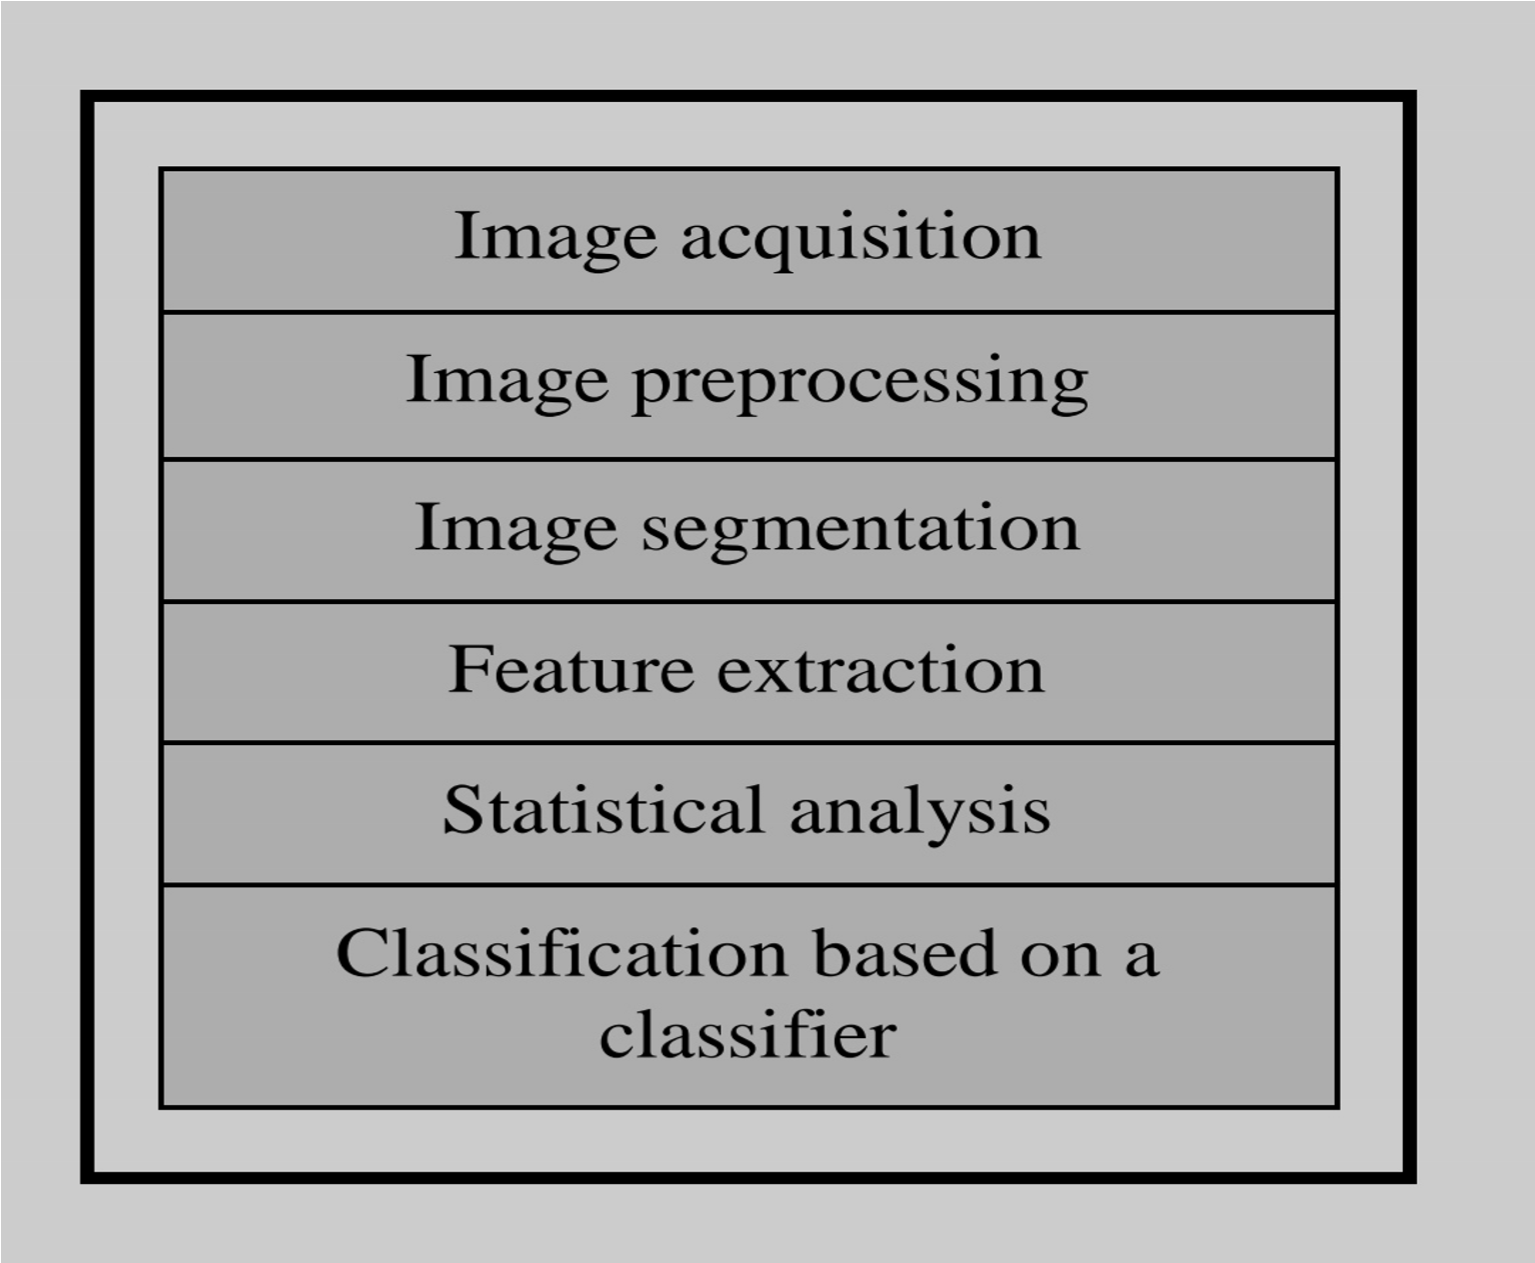 Image acquisition
Image preprocessing
Image segmentation
Feature extraction
Statistical analysis
Classification based on a
classifier